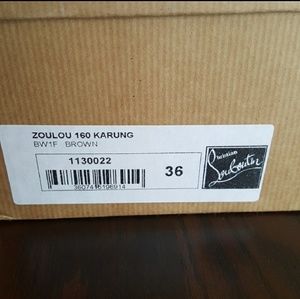 ZOULOU 160 KARUNG
BW1F BROWN
1130022
36
Christian
Louboutin